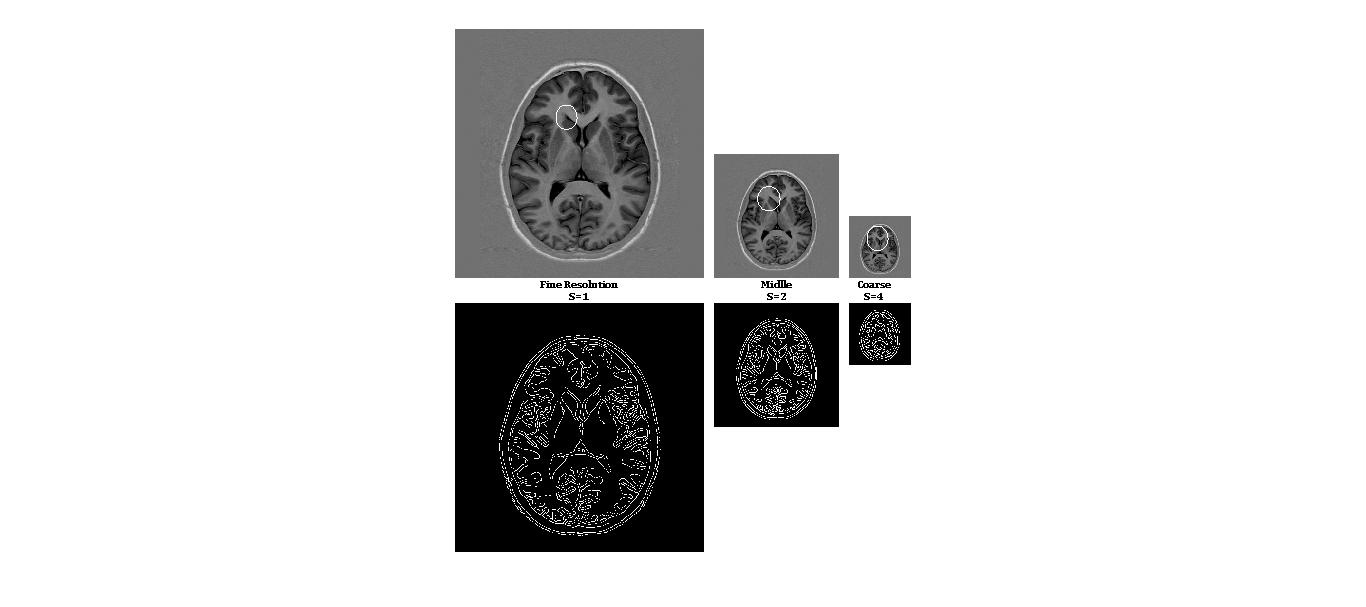 Fine Resolution
S=1
Midlle
S=2
Coarse
S=4